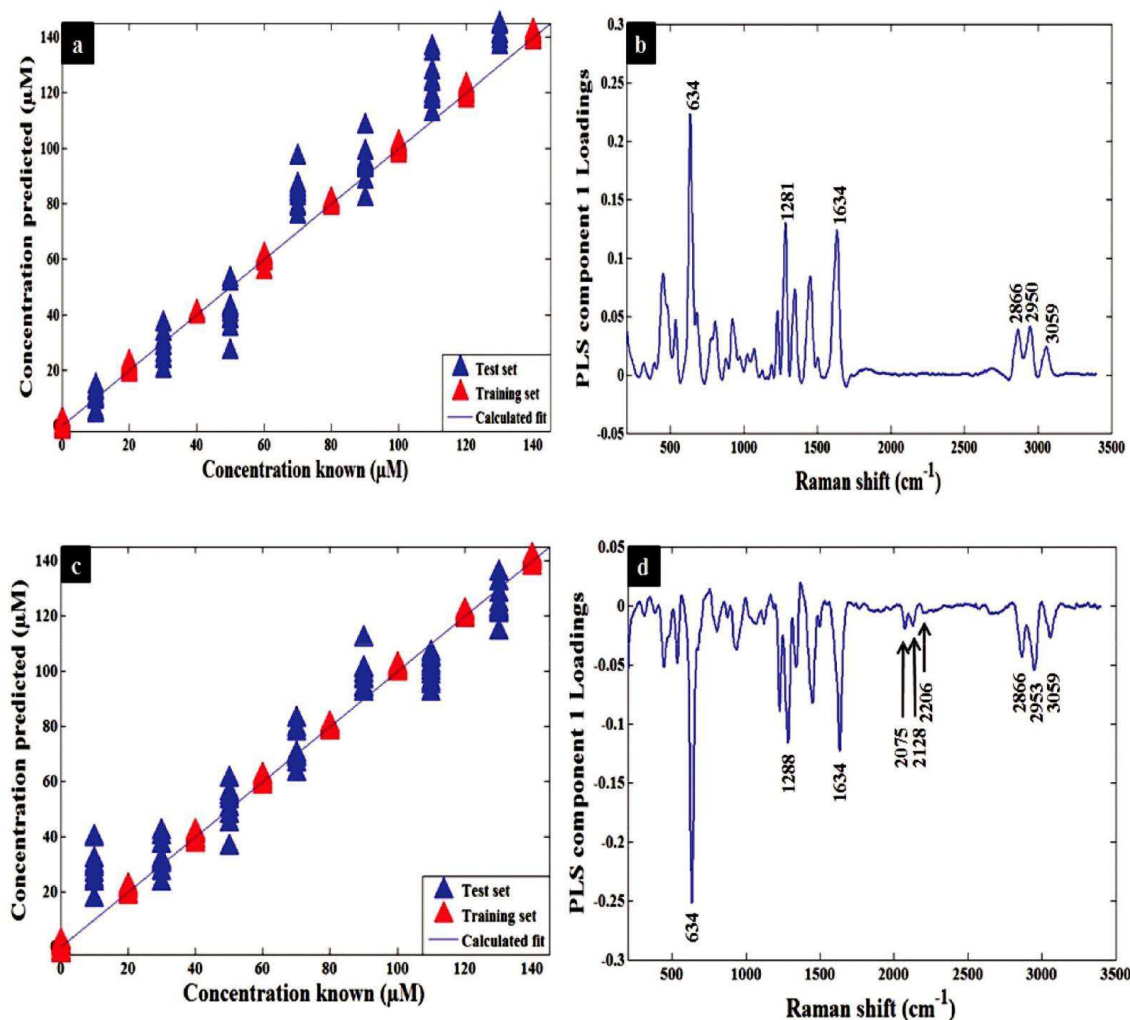 a
Concentration predicted (µM)
140
120
100
80
60
40
20
0
0 20 40 60 80 100 120 140
Concentration known (µM)
Test set
Training set
Calculated fit
b
PLS component 1 Loadings
0.3
0.25
0.2
0.15
0.1
0.05
0
-0.05
500 1000 1500 2000 2500 3000 3500
Raman shift (cm-1)
634
1281
1634
2866
2950
3059
c
Concentration predicted (µM)
140
120
100
80
60
40
20
0 20 40 60 80 100 120 140
Concentration known (µM)
Test set
Training set
Calculated fit
d
PLS component 1 Loadings
0.05
0
-0.05
-0.1
-0.15
-0.2
-0.25
-0.3
500 1000 1500 2000 2500 3000 3500
Raman shift (cm-1)
634
1288
1634
2075
2128
2206
2866
2953
3059